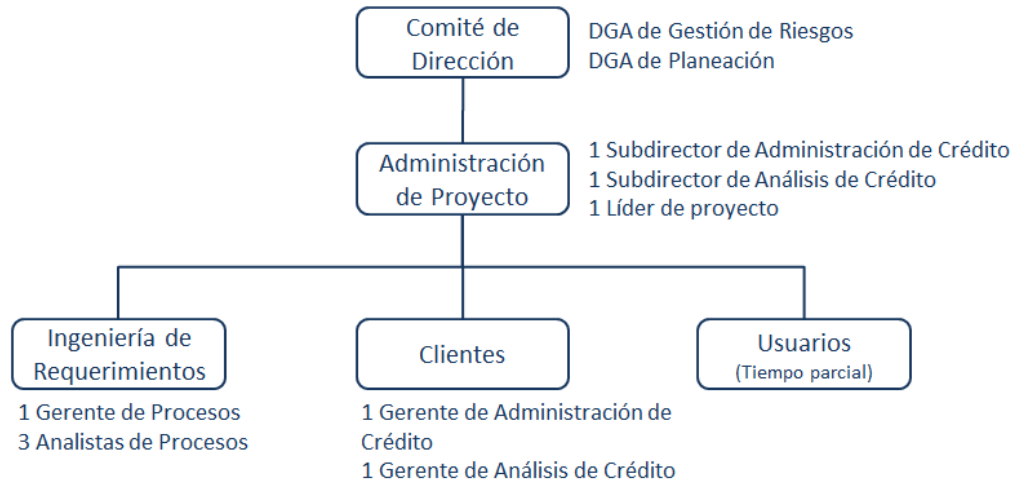 Comité de
Dirección
DGA de Gestión de Riesgos
DGA de Planeación
Administración
de Proyecto
1 Subdirector de Administración de Crédito
1 Subdirector de Análisis de Crédito
1 Líder de proyecto
Ingeniería de
Requerimientos
1 Gerente de Procesos
3 Analistas de Procesos
Clientes
1 Gerente de Administración de
Crédito
1 Gerente de Análisis de Crédito
Usuarios
(Tiempo parcial)